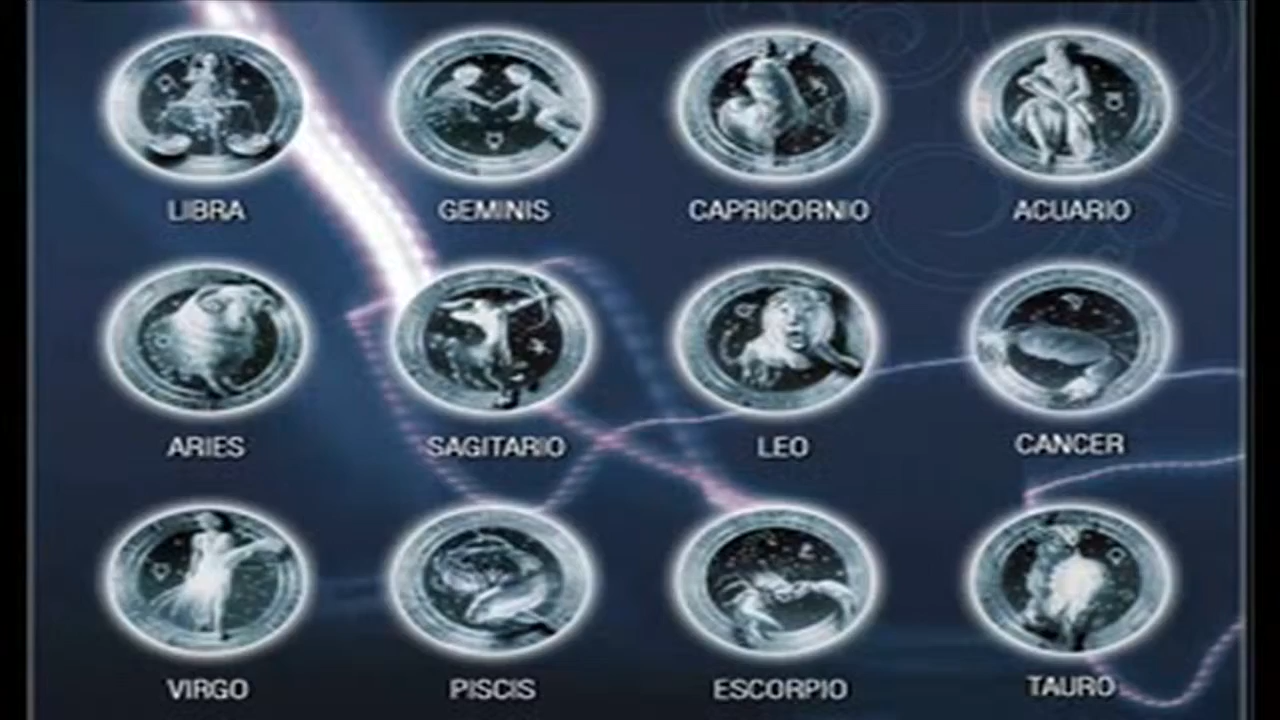 LIBRA GEMINIS CAPRICORNIO ACUARIO
ARIES SAGITARIO LEO CANCER
VIRGO PISCIS ESCORPIO TAURO